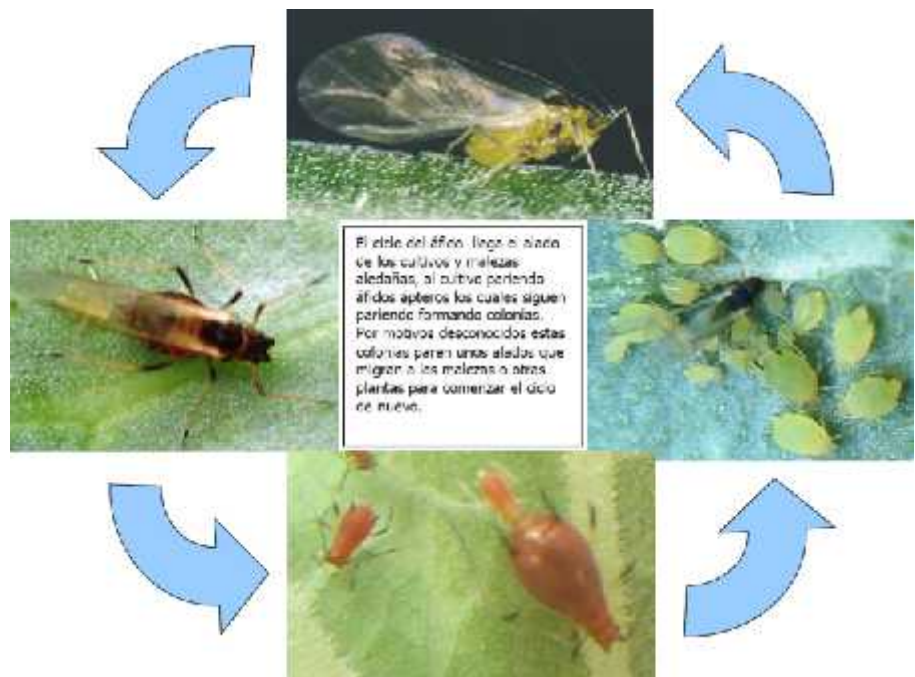 El ciclo del áfido llega el alado
de los cultivos y malezas
aledañas, al cultivo pariendo
áfidos ápteros los cuales siguen
pariendo formando colonias.
Por motivos desconocidos estas
colonias paren unos alados que
migran a las malezas o otras
plantas para comenzar el ciclo
de nuevo.